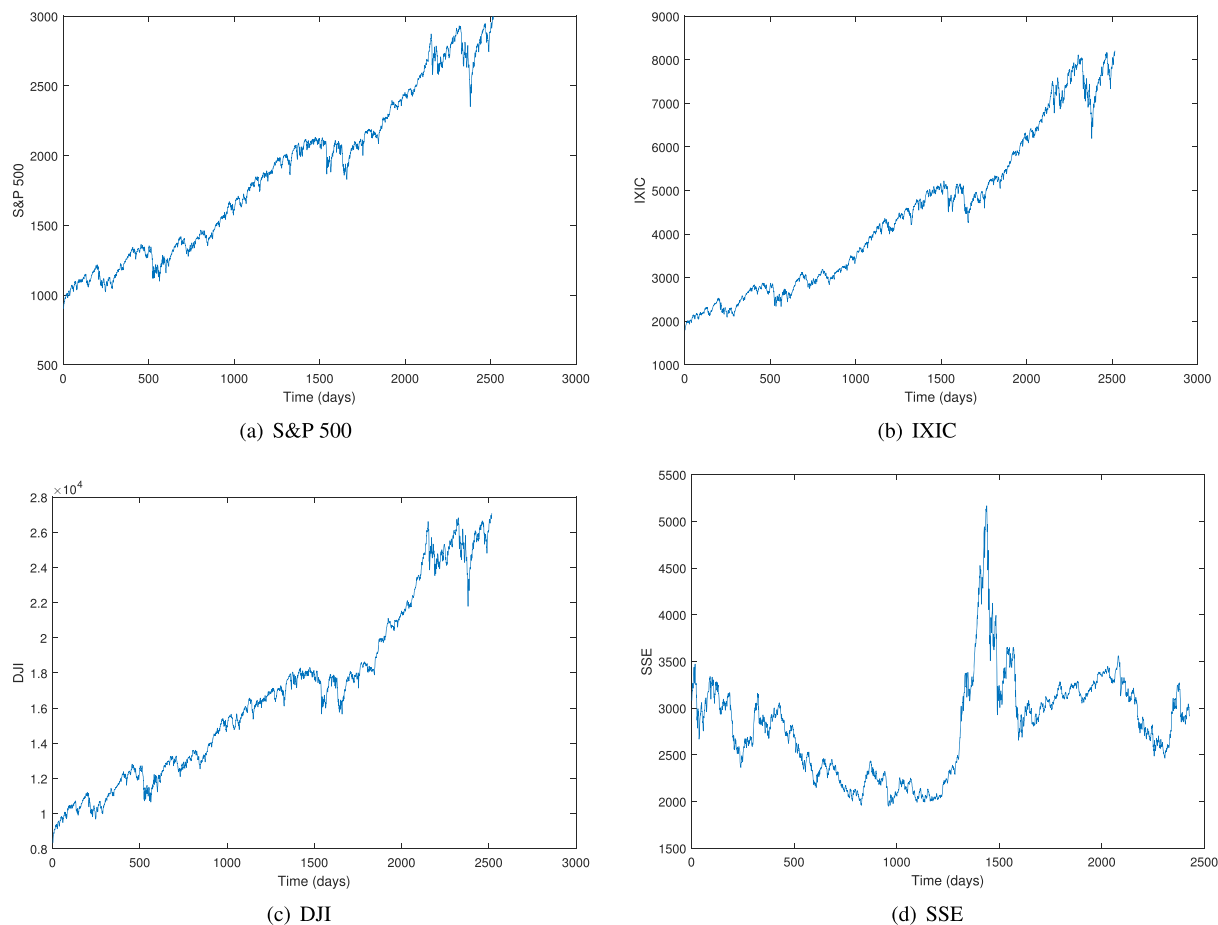 3000
2500
2000
1500
1000
500
S&P 500
0 500 1000 1500 2000 2500 3000
Time (days)
(a) S&P 500
9000
8000
7000
6000
5000
4000
3000
2000
1000
IXIC
0 500 1000 1500 2000 2500 3000
Time (days)
(b) IXIC
×10⁴
2.8
2.6
2.4
2.2
2
1.8
1.6
1.4
1.2
1
0.8
DJI
0 500 1000 1500 2000 2500 3000
Time (days)
(c) DJI
5500
5000
4500
4000
3500
3000
2500
2000
1500
SSE
0 500 1000 1500 2000 2500
Time (days)
(d) SSE